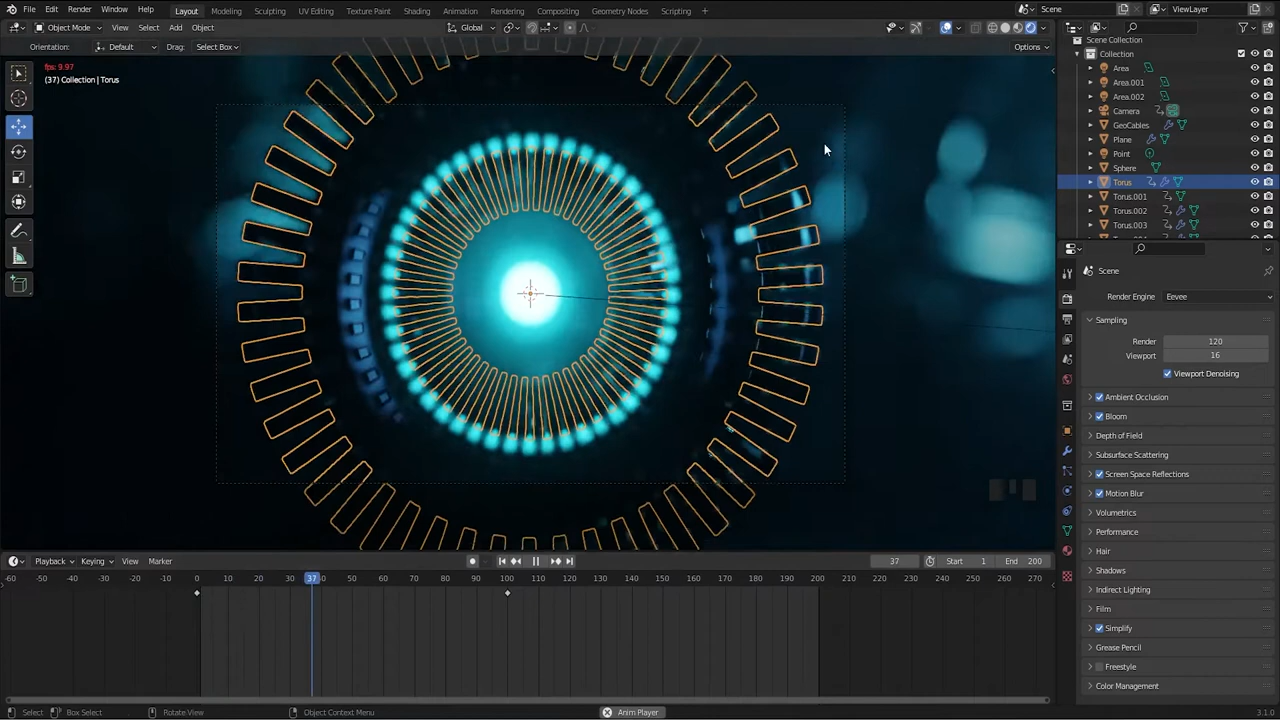 File Edit Render Window Help Layout Modeling Sculpting UV Editing Texture Paint Shading Animation Rendering Compositing Geometry Nodes Scripting + Scene ViewLayer
Object Mode View Select Add Object Global Options
Orientation: Default Drag: Select Box
fps: 9.97
(37) Collection | Torus
Scene Collection
Collection
Area
Area.001
Area.002
Camera
GeoCables
Plane
Point
Sphere
Torus
Torus.001
Torus.002
Torus.003
Scene
Render Engine Eevee
Sampling
Render 120
Viewport 16
Viewport Denoising
Ambient Occlusion
Bloom
Depth of Field
Subsurface Scattering
Screen Space Reflections
Motion Blur
Volumetrics
Performance
Hair
Shadows
Indirect Lighting
Film
Simplify
Grease Pencil
Freestyle
Color Management
Playback Keying View Marker 37 Start 1 End 200
-60 -50 -40 -30 -20 -10 0 10 20 30 37 50 60 70 80 90 100 110 120 130 140 150 160 170 180 190 200 210 220 230 240 250 260 270
Select Box Select Rotate View Object Context Menu Anim Player 3.1.0